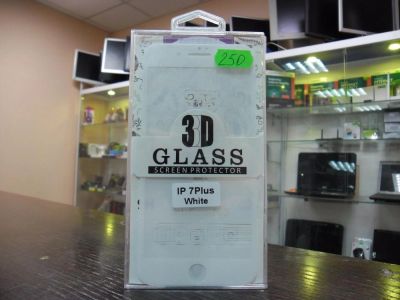 250
3D
GLASS
SCREEN PROTECTOR
IP 7Plus
White